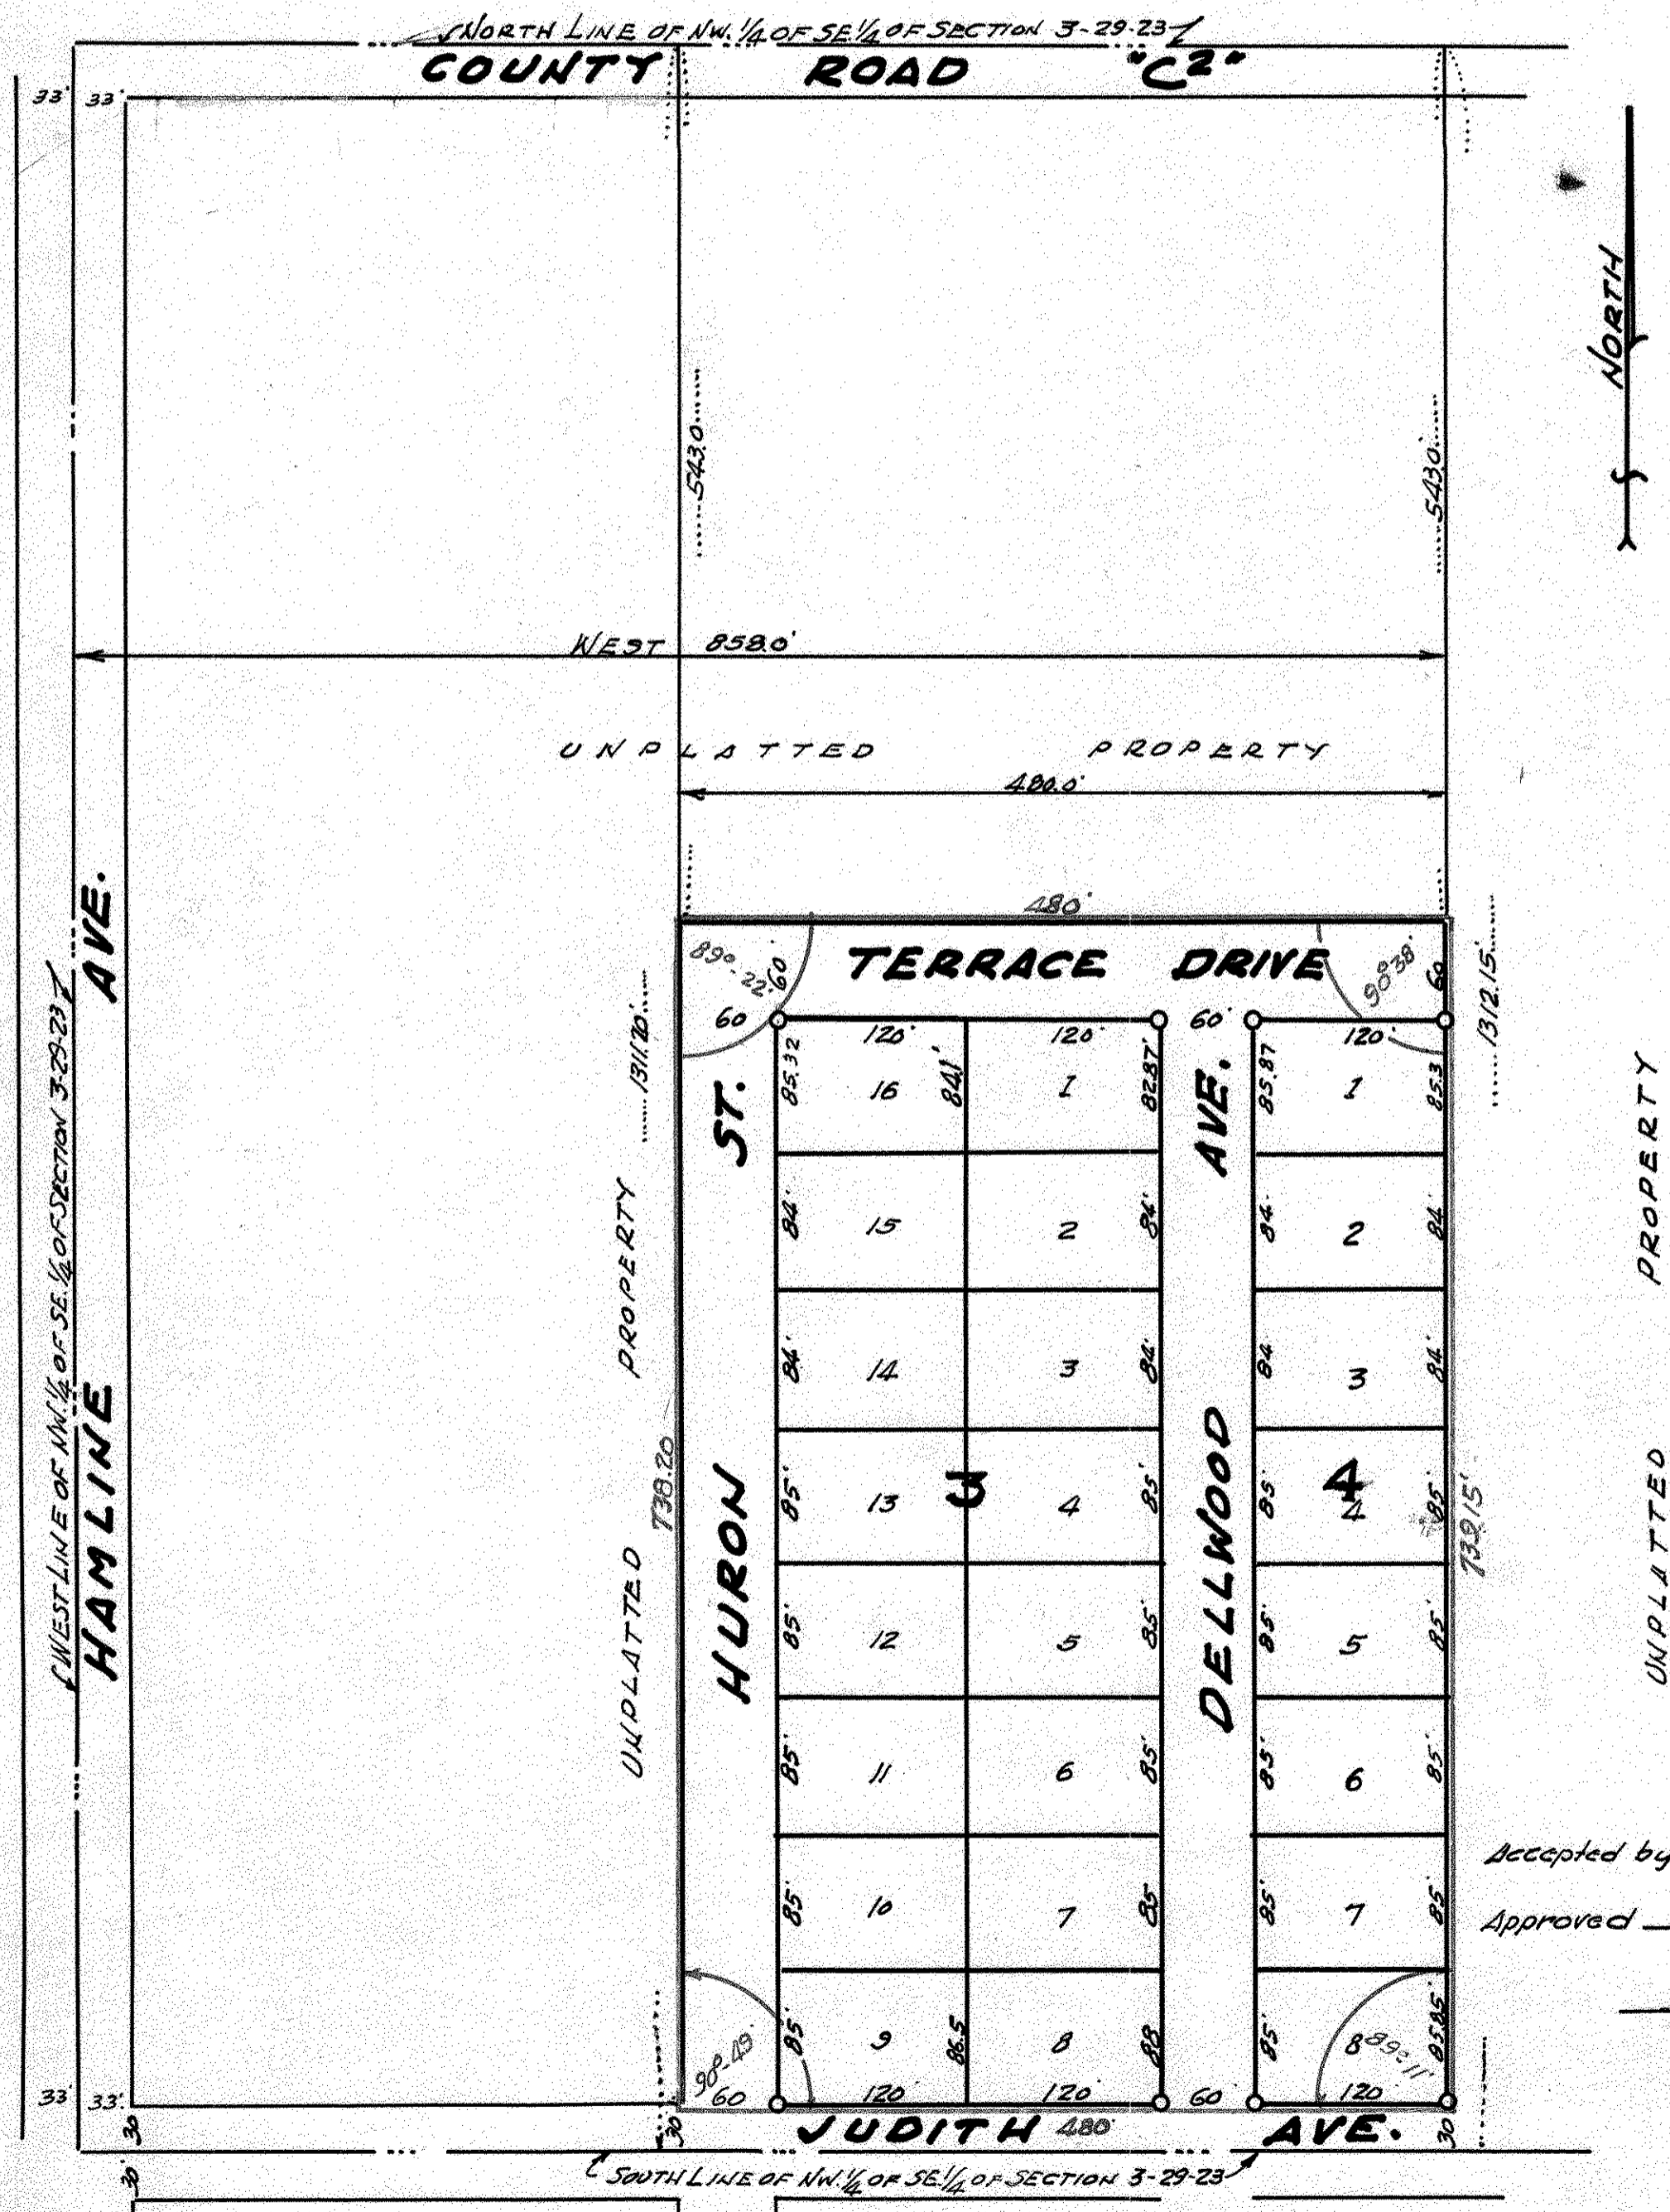 NORTH LINE OF NW. 1/4 OF SE 1/4 OF SECTION 3-29-23
COUNTY ROAD "C2"
33' 33'
NORTH
543.0
543.0'
WEST 858.0'
UNPLATTED PROPERTY
480.0'
480'
HAMLINE AVE.
WEST LINE OF NW. 1/4 OF SE. 1/4 OF SECTION 3-29-23
TERRACE DRIVE
89°-22'
60'
90°38'
60
1311.20'
1312.15'
60 60'
120' 120' 120'
85.32 16 84.1' 1 82.87' 85.87 1 85.3
84' 15 2 84' 84' 2 84'
84' 14 3 84' 84 3 84'
85' 13 3 4 85' 85' 4 4 85'
85' 12 5 85' 85' 5 85'
85' 11 6 85' 85' 6 85'
85' 10 7 85 85' 7 85'
85' 9 86.5 8 88 85' 8 85.85
HURON ST.
DELLWOOD AVE.
UNPLATTED PROPERTY
738.20
739.15'
UNPLATTED PROPERTY
Accepted by
Approved
90°-49'
89°-11'
33' 33'
60 120' 120' 60' 120'
30 30 30
JUDITH 480' AVE.
30'
SOUTH LINE OF NW. 1/4 OF SE. 1/4 OF SECTION 3-29-23